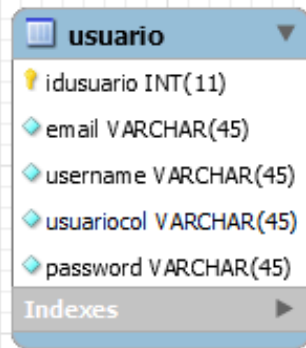 usuario
idusuario INT(11)
email VARCHAR(45)
username VARCHAR(45)
usuariocol VARCHAR(45)
password VARCHAR(45)
Indexes